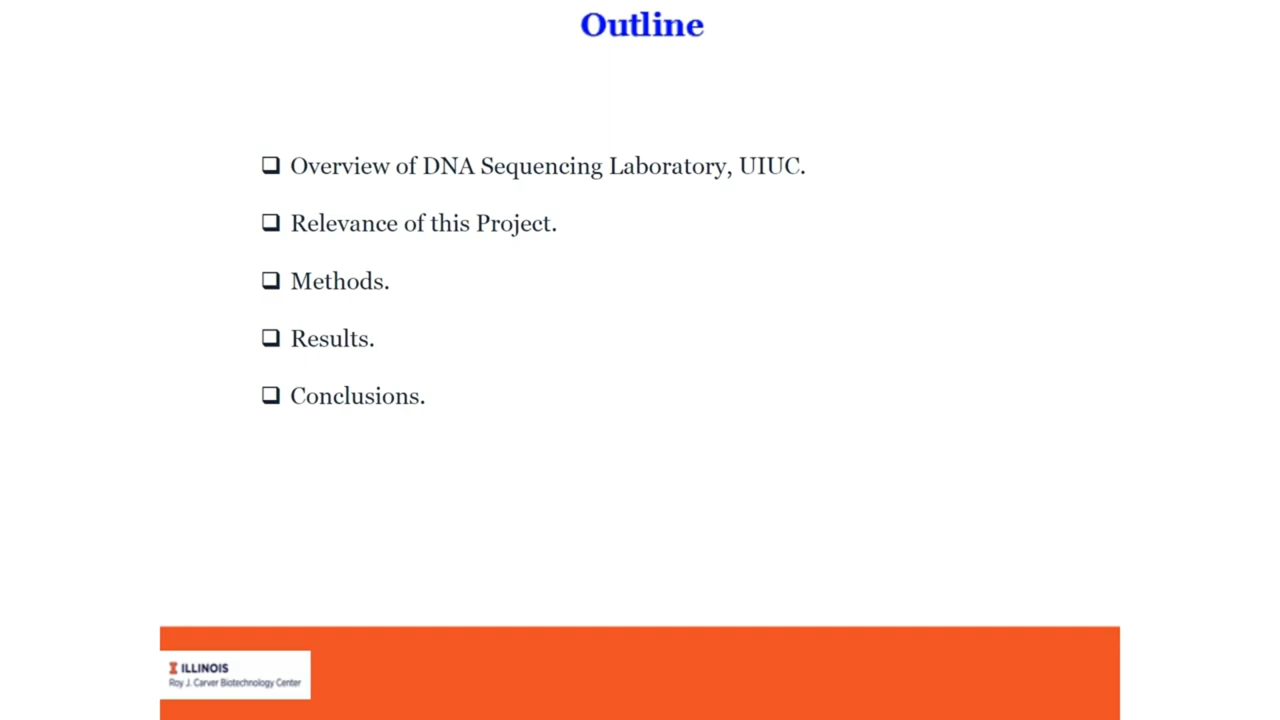 Outline
❑ Overview of DNA Sequencing Laboratory, UIUC.
❑ Relevance of this Project.
❑ Methods.
❑ Results.
❑ Conclusions.
I ILLINOIS
Roy J. Carver Biotechnology Center